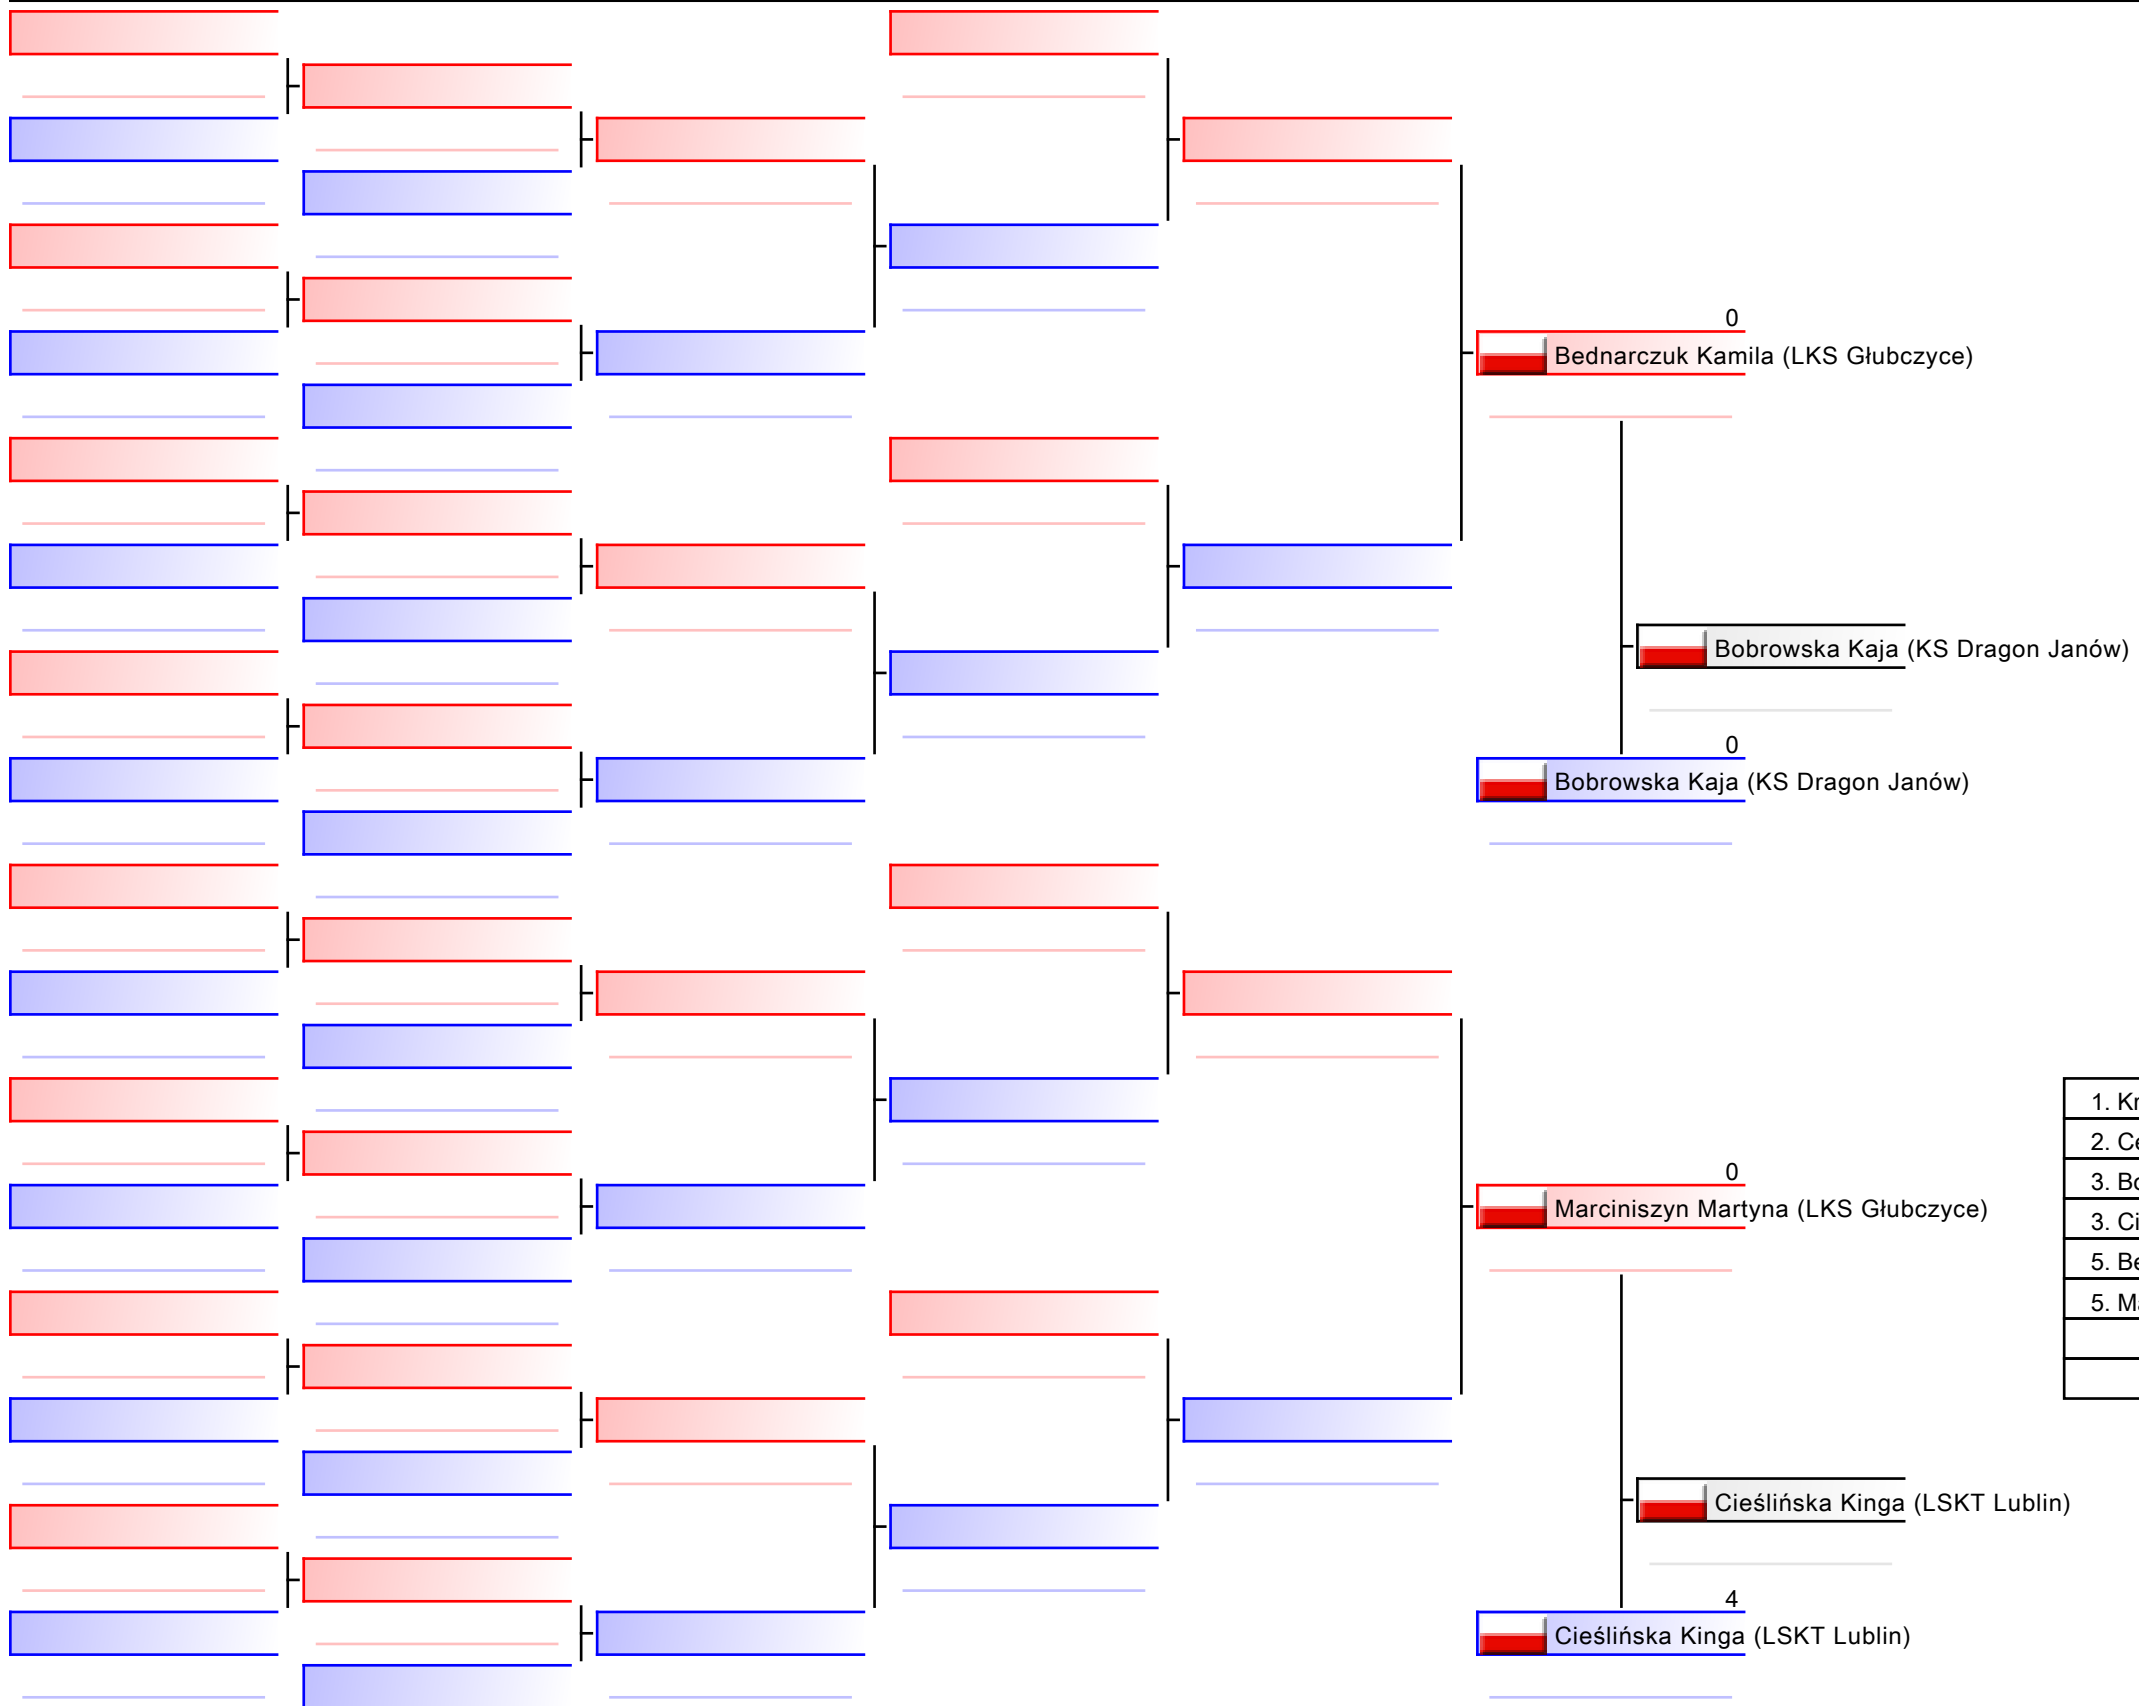 0
Bednarczuk Kamila (LKS Głubczyce)
Bobrowska Kaja (KS Dragon Janów)
0
Bobrowska Kaja (KS Dragon Janów)
0
Marciniszyn Martyna (LKS Głubczyce)
Cieślińska Kinga (LSKT Lublin)
4
Cieślińska Kinga (LSKT Lublin)
1.
2.
3.
3.
5.
5.